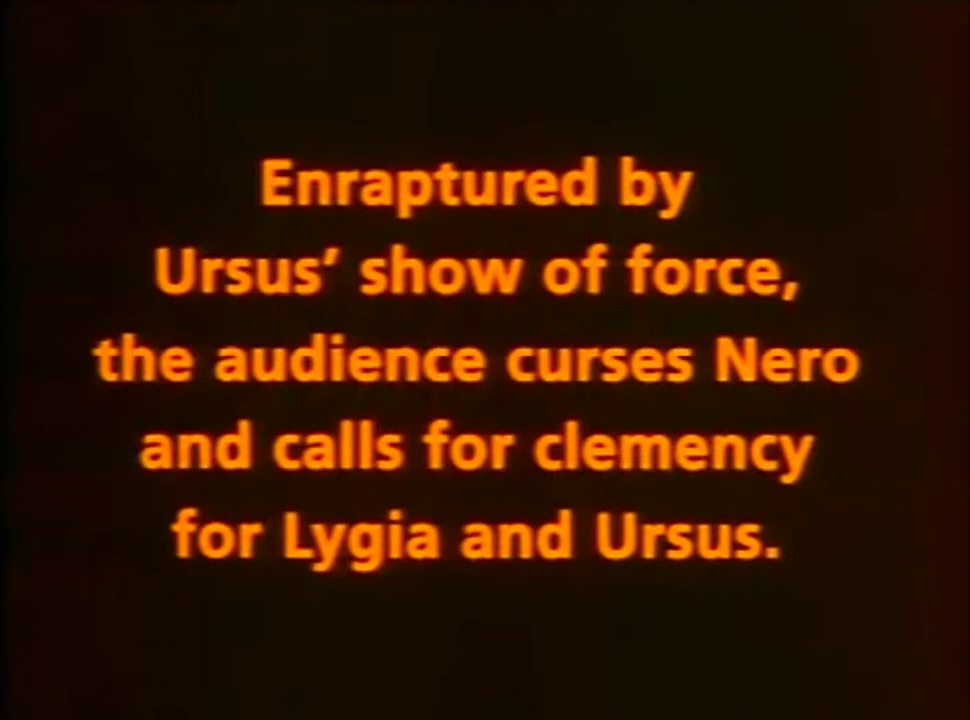 Enraptured by
Ursus’ show of force,
the audience curses Nero
and calls for clemency
for Lygia and Ursus.